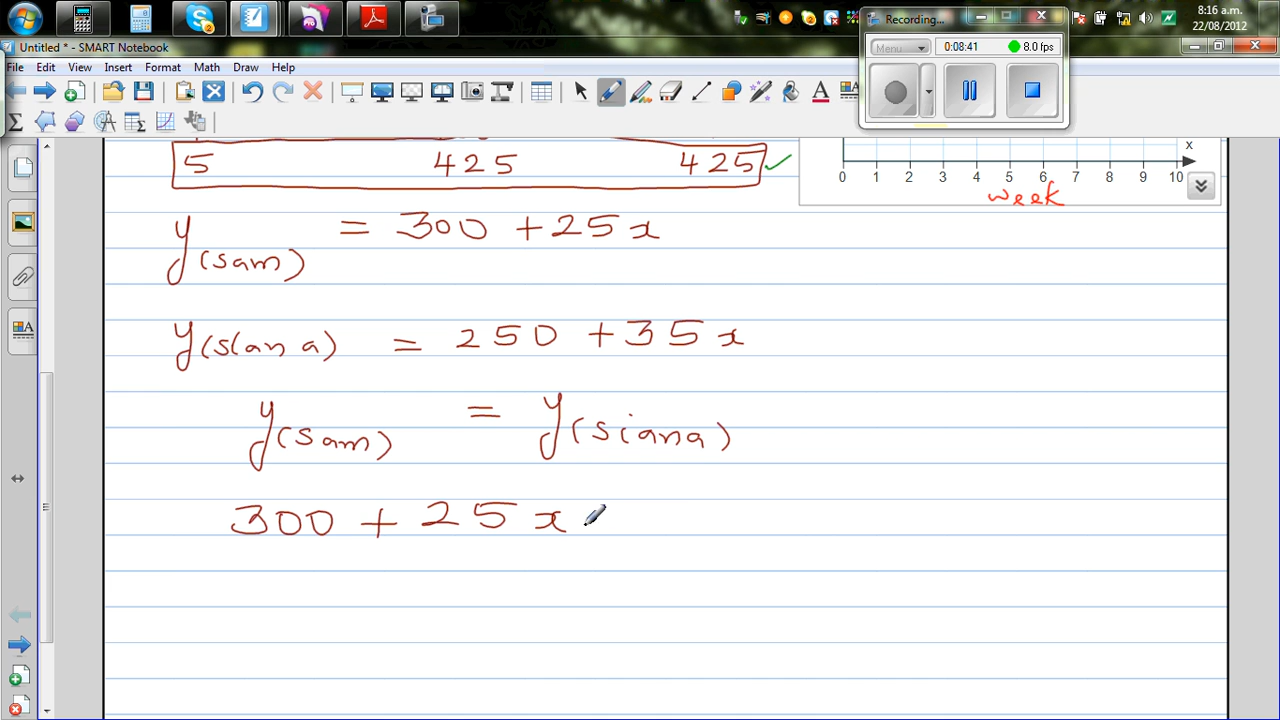 8:16 a.m.
22/08/2012
Recording...
Menu
0:08:41
8.0 fps
Untitled * - SMART Notebook
File Edit View Insert Format Math Draw Help
5 425 425 ✓
x
0 1 2 3 4 5 6 7 8 9 10
week
y(sam) = 300 + 25x
y(siana) = 250 + 35x
y(sam) = y(siana)
300 + 25x